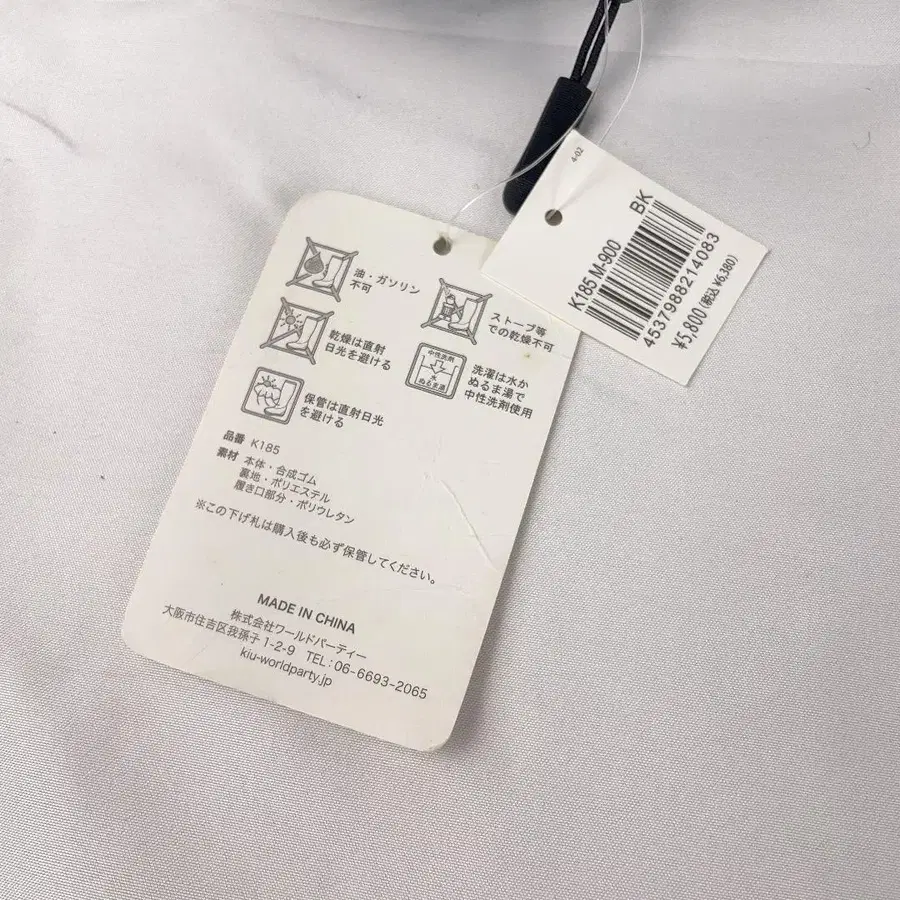 油・ガソリン
不可
乾燥は直射
日光を避ける
保管は直射日光
を避ける
ストーブ等
での乾燥不可
中性洗剤
水
ぬるま湯
洗濯は水か
ぬるま湯で
中性洗剤使用
品番 K185
素材 本体・合成ゴム
裏地・ポリエステル
履き口部分・ポリウレタン
※この下げ札は購入後も必ず保管してください。
MADE IN CHINA
株式会社ワールドパーティー
大阪市住吉区我孫子1-2-9 TEL:06-6693-2065
kiu-worldparty.jp
4-02
K185 M-900 BK
4537988214083
¥5,800(税込 ¥6,380)